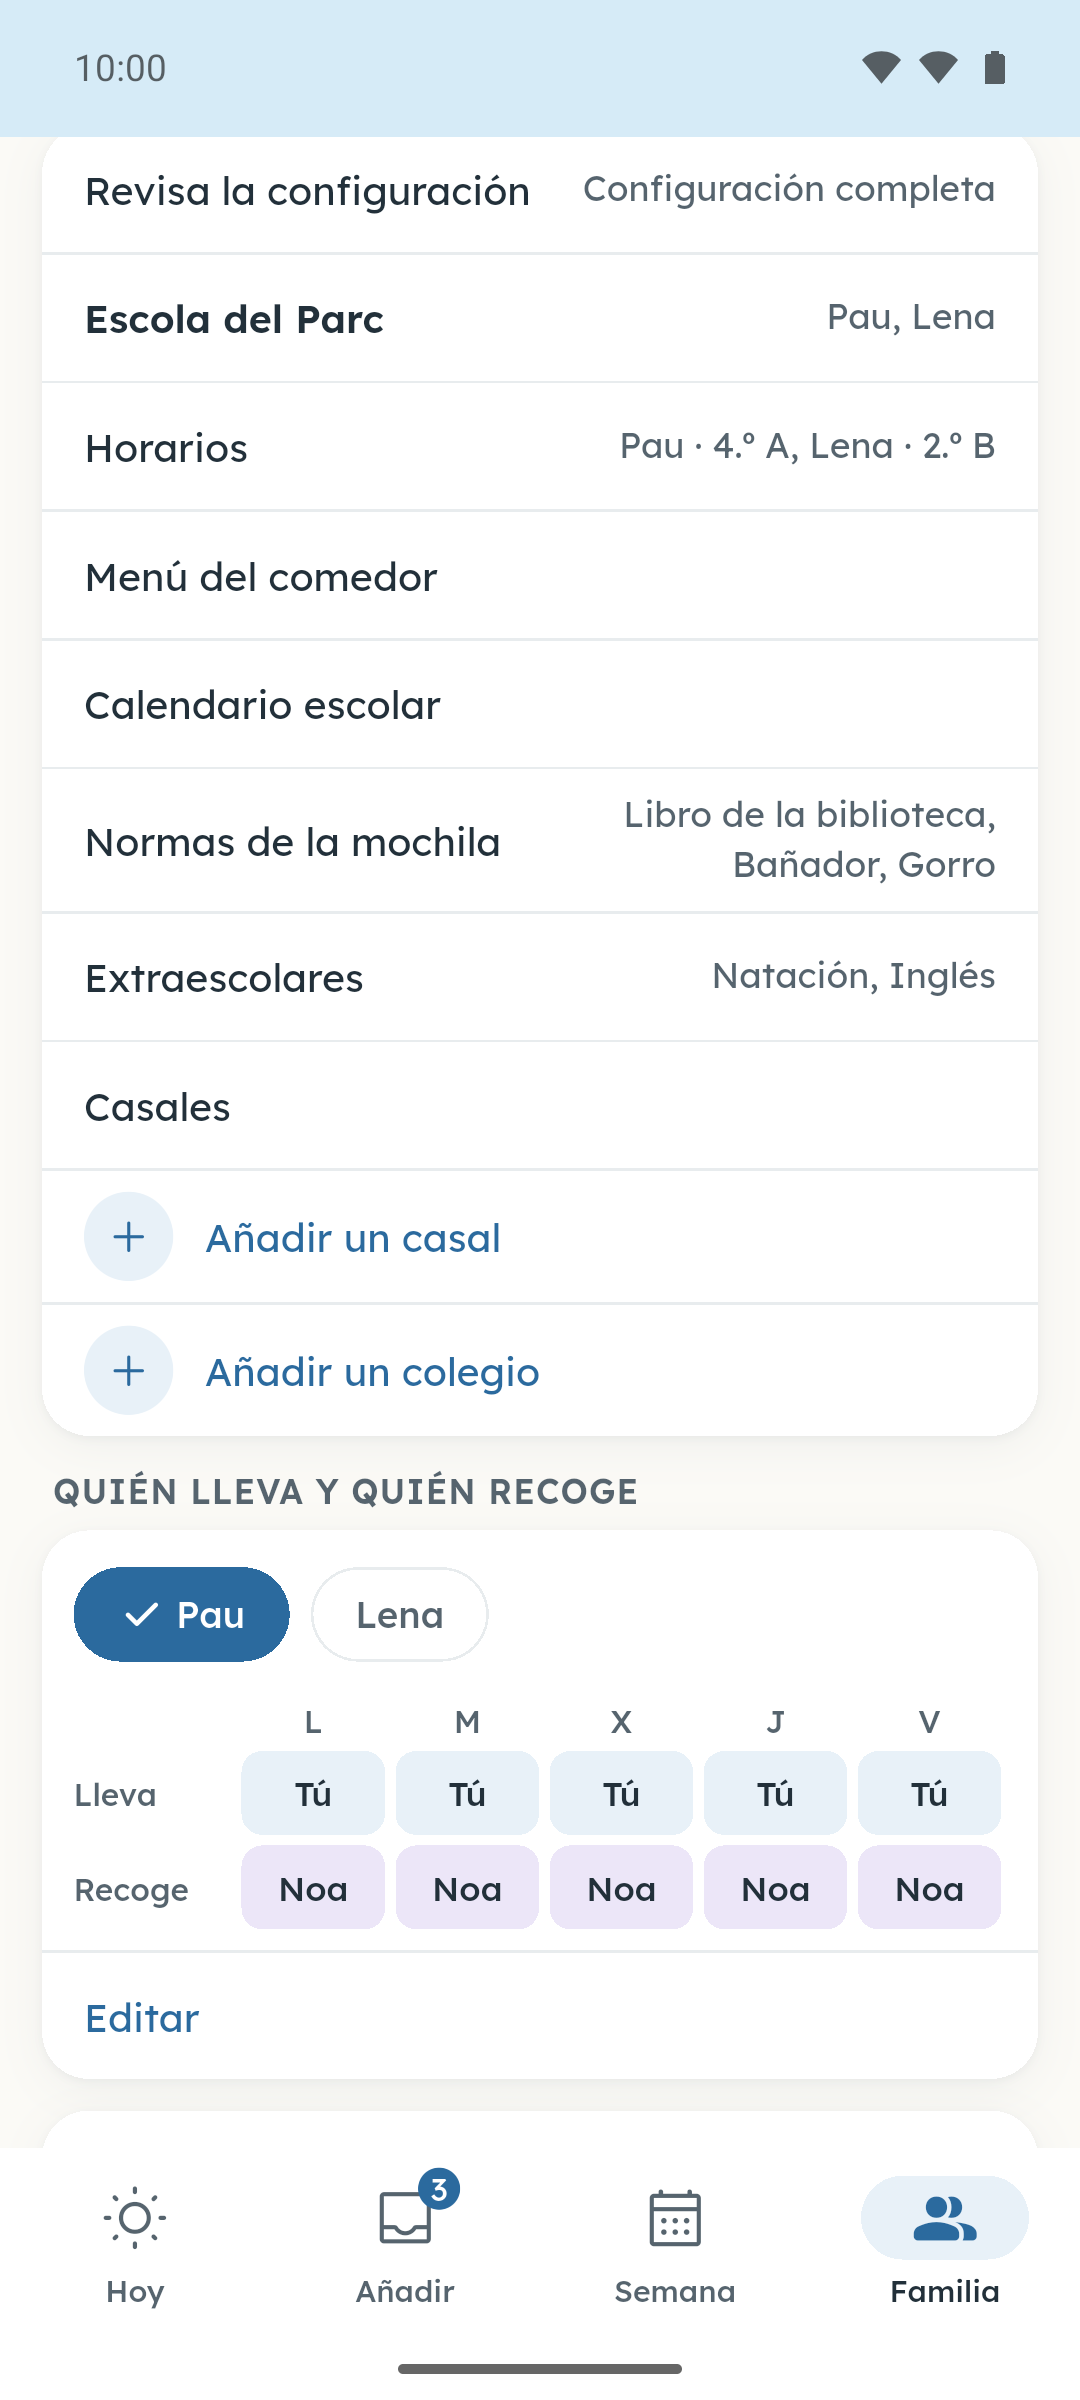 10:00
Revisa la configuración Configuración completa
Escola del Parc Pau, Lena
Horarios Pau · 4.º A, Lena · 2.º B
Menú del comedor
Calendario escolar
Normas de la mochila Libro de la biblioteca,
Bañador, Gorro
Extraescolares Natación, Inglés
Casales
Añadir un casal
Añadir un colegio
QUIÉN LLEVA Y QUIÉN RECOGE
Pau Lena
L M X J V
Lleva Tú Tú Tú Tú Tú
Recoge Noa Noa Noa Noa Noa
Editar
3
Hoy Añadir Semana Familia